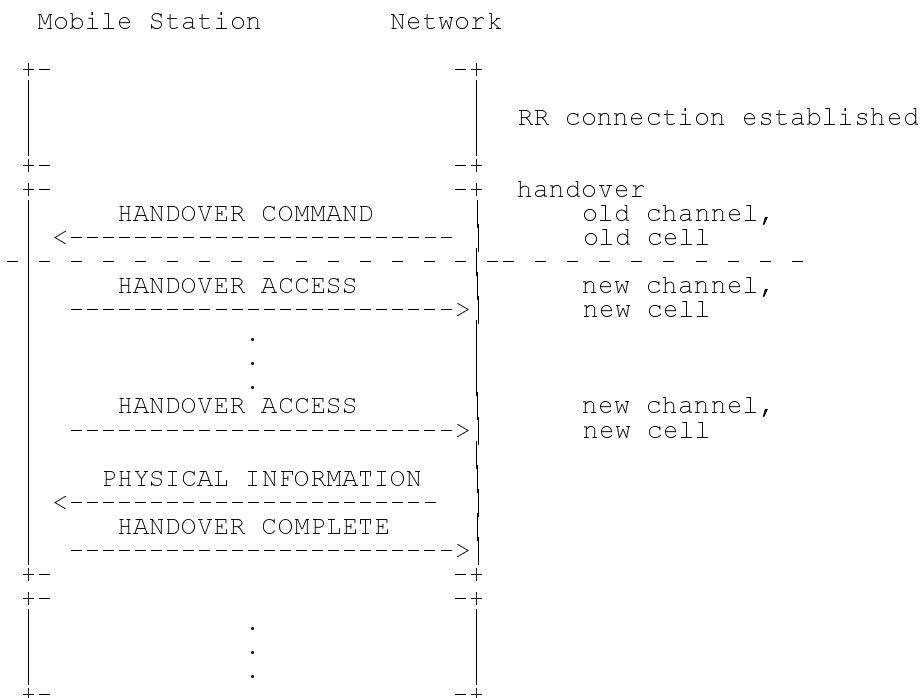 Mobile Station Network
RR connection established
handover
HANDOVER COMMAND old channel,
old cell
HANDOVER ACCESS new channel,
new cell
HANDOVER ACCESS new channel,
new cell
PHYSICAL INFORMATION
HANDOVER COMPLETE